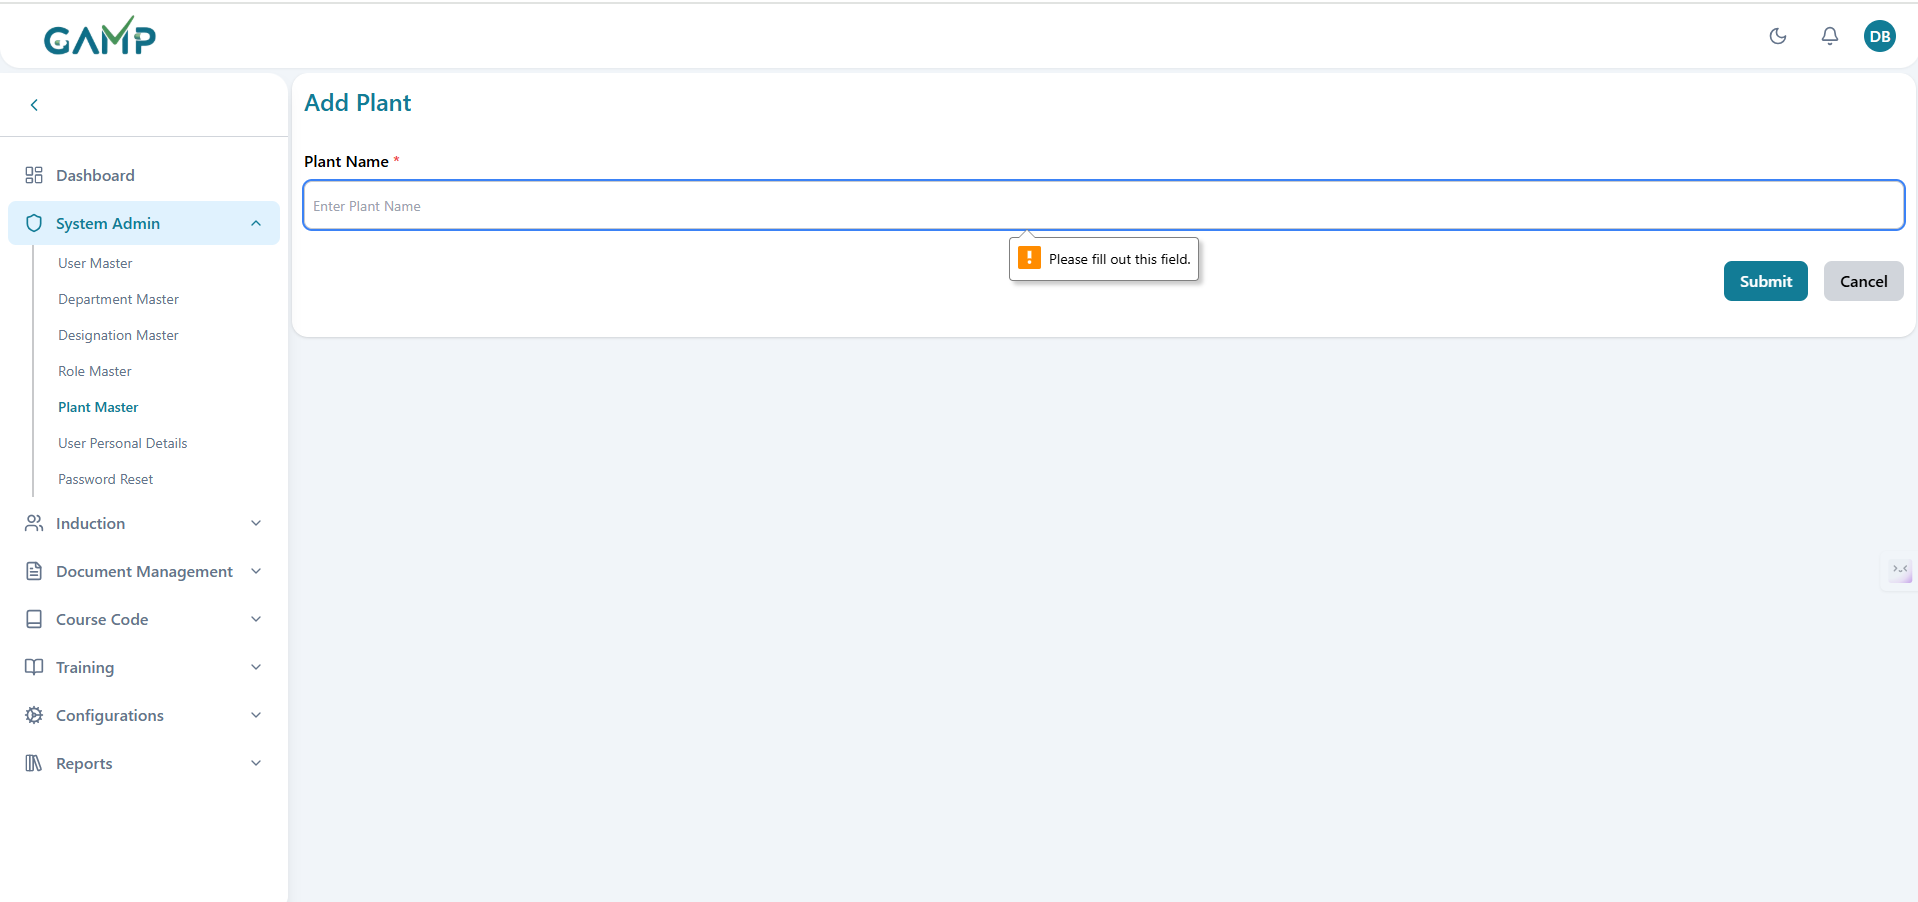 GAMP
DB
Add Plant
Plant Name *
Enter Plant Name
! Please fill out this field.
Submit
Cancel
Dashboard
System Admin
User Master
Department Master
Designation Master
Role Master
Plant Master
User Personal Details
Password Reset
Induction
Document Management
Course Code
Training
Configurations
Reports